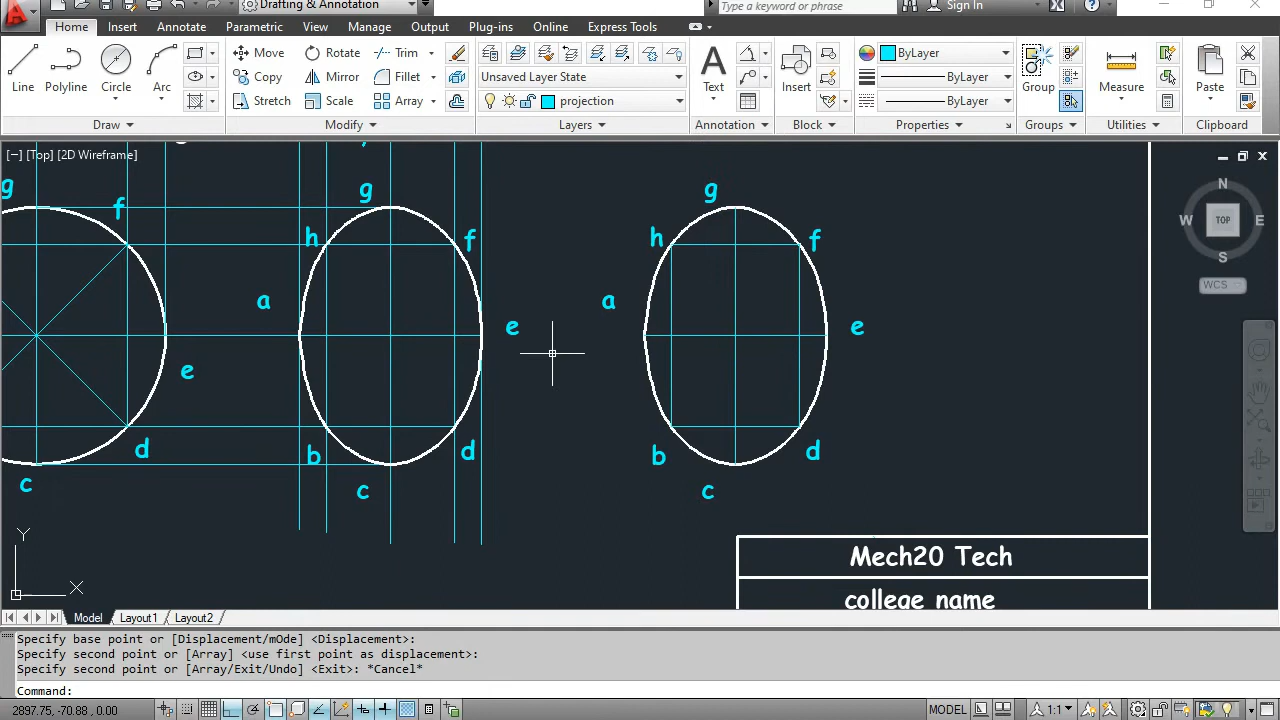 Drafting & Annotation
Type a keyword or phrase
Sign In
Home Insert Annotate Parametric View Manage Plug-ins Online Output Express Tools
Move Rotate Trim
Copy Mirror Fillet
Stretch Scale Array
Line Polyline Circle Arc
Unsaved Layer State
projection
Text
Insert
ByLayer
ByLayer
ByLayer
Group
Measure
Paste
Draw Modify Layers Annotation Block Properties Groups Utilities Clipboard
[−] [Top] [2D Wireframe]
N
W TOP E
S
WCS
g f e d c
g h f a e b d c
g h f a e b d c
Mech20 Tech
college name
Y
X
Model Layout1 Layout2
Specify base point or [Displacement/mOde] <Displacement>:
Specify second point or [Array] <use first point as displacement>:
Specify second point or [Array/Exit/Undo] <Exit>: *Cancel*
Command:
2897.75, -70.88 , 0.00
MODEL
1:1